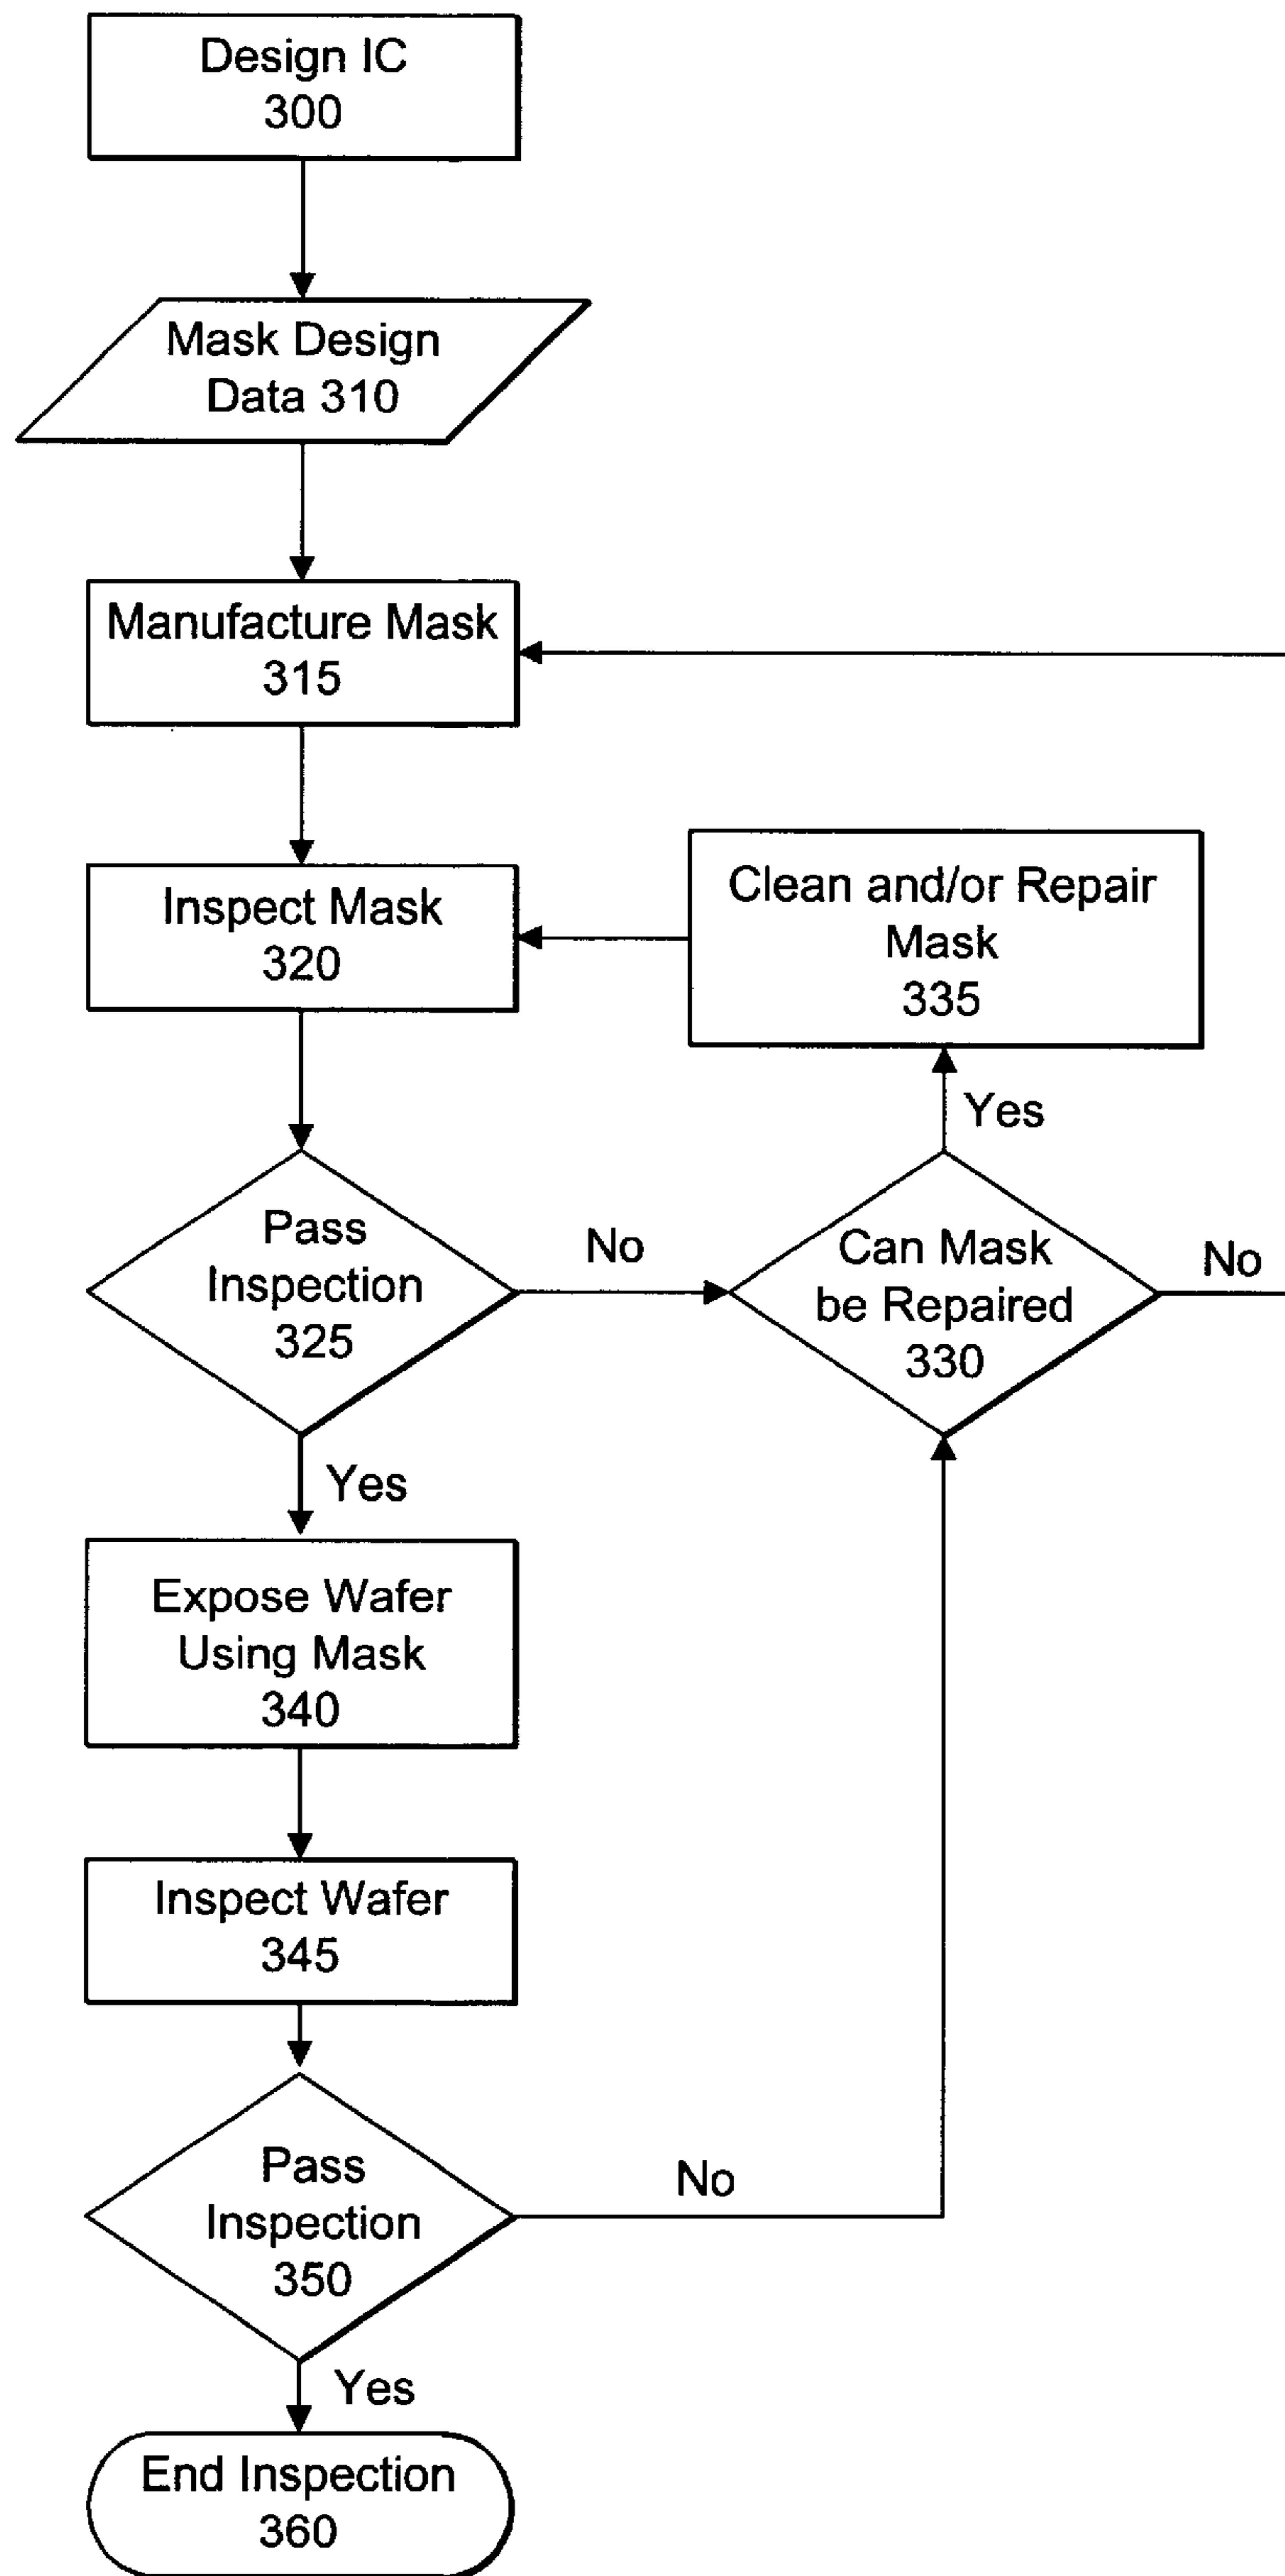 Design IC
300
Mask Design
Data 310
Manufacture Mask
315
Inspect Mask
320
Clean and/or Repair
Mask
335
Yes
Pass
Inspection
325
No
Can Mask
be Repaired
330
No
Yes
Expose Wafer
Using Mask
340
Inspect Wafer
345
Pass
Inspection
350
No
Yes
End Inspection
360